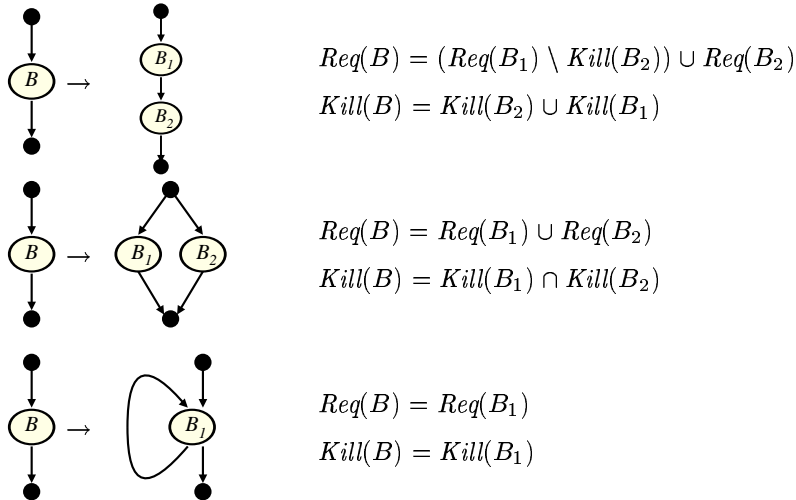 B → B₁ B₂
Req(B) = (Req(B₁) \ Kill(B₂)) ∪ Req(B₂)
Kill(B) = Kill(B₂) ∪ Kill(B₁)
B → B₁ B₂
Req(B) = Req(B₁) ∪ Req(B₂)
Kill(B) = Kill(B₁) ∩ Kill(B₂)
B → B₁
Req(B) = Req(B₁)
Kill(B) = Kill(B₁)